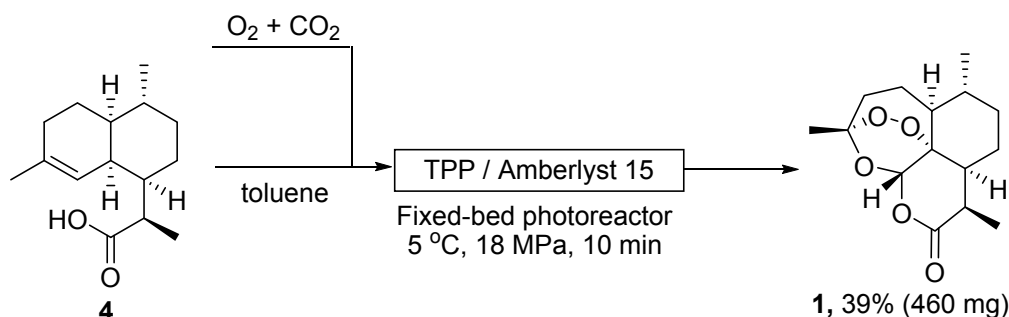 O2 + CO2
toluene
TPP / Amberlyst 15
Fixed-bed photoreactor
5 °C, 18 MPa, 10 min
H
H
H
HO
O
4
H
O
O
O
H
H
O
O
1, 39% (460 mg)